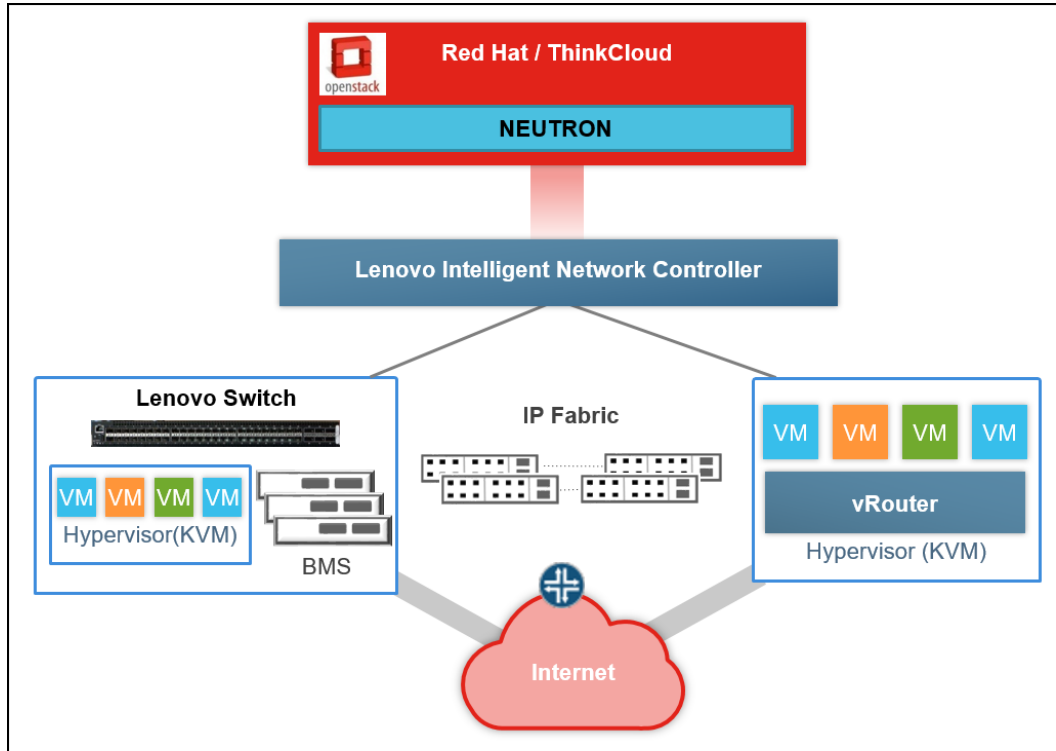 Red Hat / ThinkCloud
openstack
NEUTRON
Lenovo Intelligent Network Controller
Lenovo Switch
VM VM VM VM
Hypervisor(KVM)
BMS
IP Fabric
VM VM VM VM
vRouter
Hypervisor (KVM)
Internet